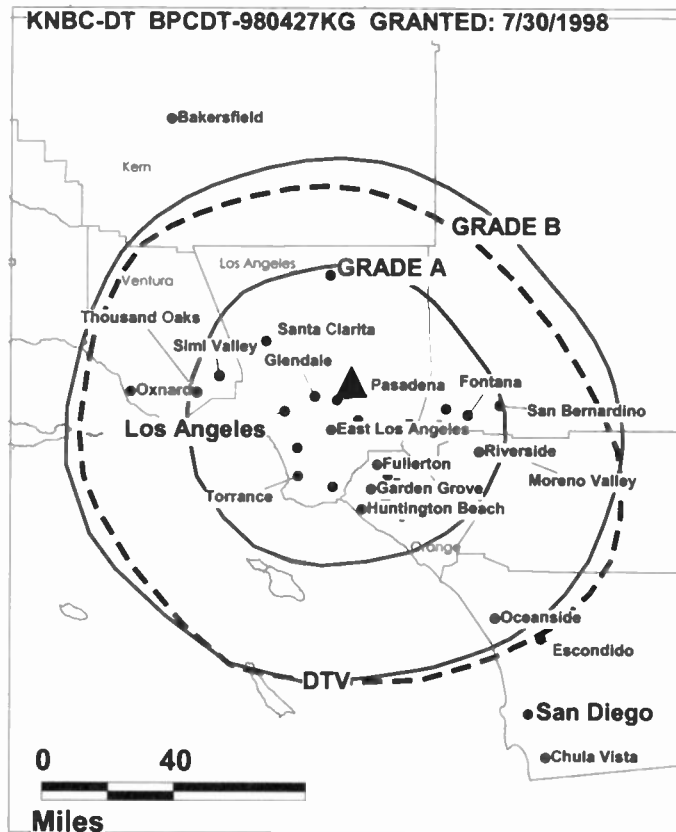 KNBC-DT BPCDT-980427KG GRANTED: 7/30/1998
Bakersfield
Kern
GRADE B
Los Angeles
GRADE A
Ventura
Thousand Oaks
Santa Clarita
Simi Valley
Glendale
Oxnard
Pasadena
Fontana
San Bernardino
Los Angeles
East Los Angeles
Riverside
Fullerton
Moreno Valley
Torrance
Garden Grove
Huntington Beach
Orange
Oceanside
Escondido
DTV
San Diego
Chula Vista
0 40
Miles